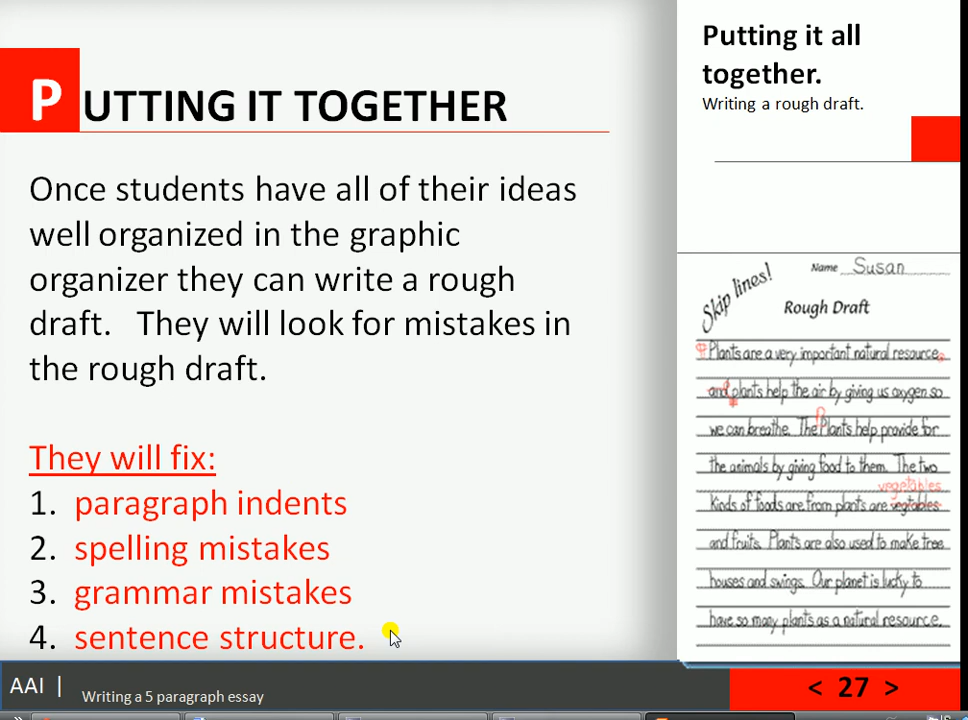 PUTTING IT TOGETHER
Once students have all of their ideas
well organized in the graphic
organizer they can write a rough
draft. They will look for mistakes in
the rough draft.
They will fix:
1. paragraph indents
2. spelling mistakes
3. grammar mistakes
4. sentence structure.
Putting it all
together.
Writing a rough draft.
Skip lines!
Name Susan
Rough Draft
Plants are a very important natural resource.
and plants help the air by giving us oxygen so
we can breathe. The Plants help provide for
the animals by giving food to them. The two
vegetables
Kinds of foods are from plants are vegtables
and fruits. Plants are also used to make tree
houses and swings. Our planet is lucky to
have so many plants as a natural resource.
AAI |
Writing a 5 paragraph essay
< 27 >